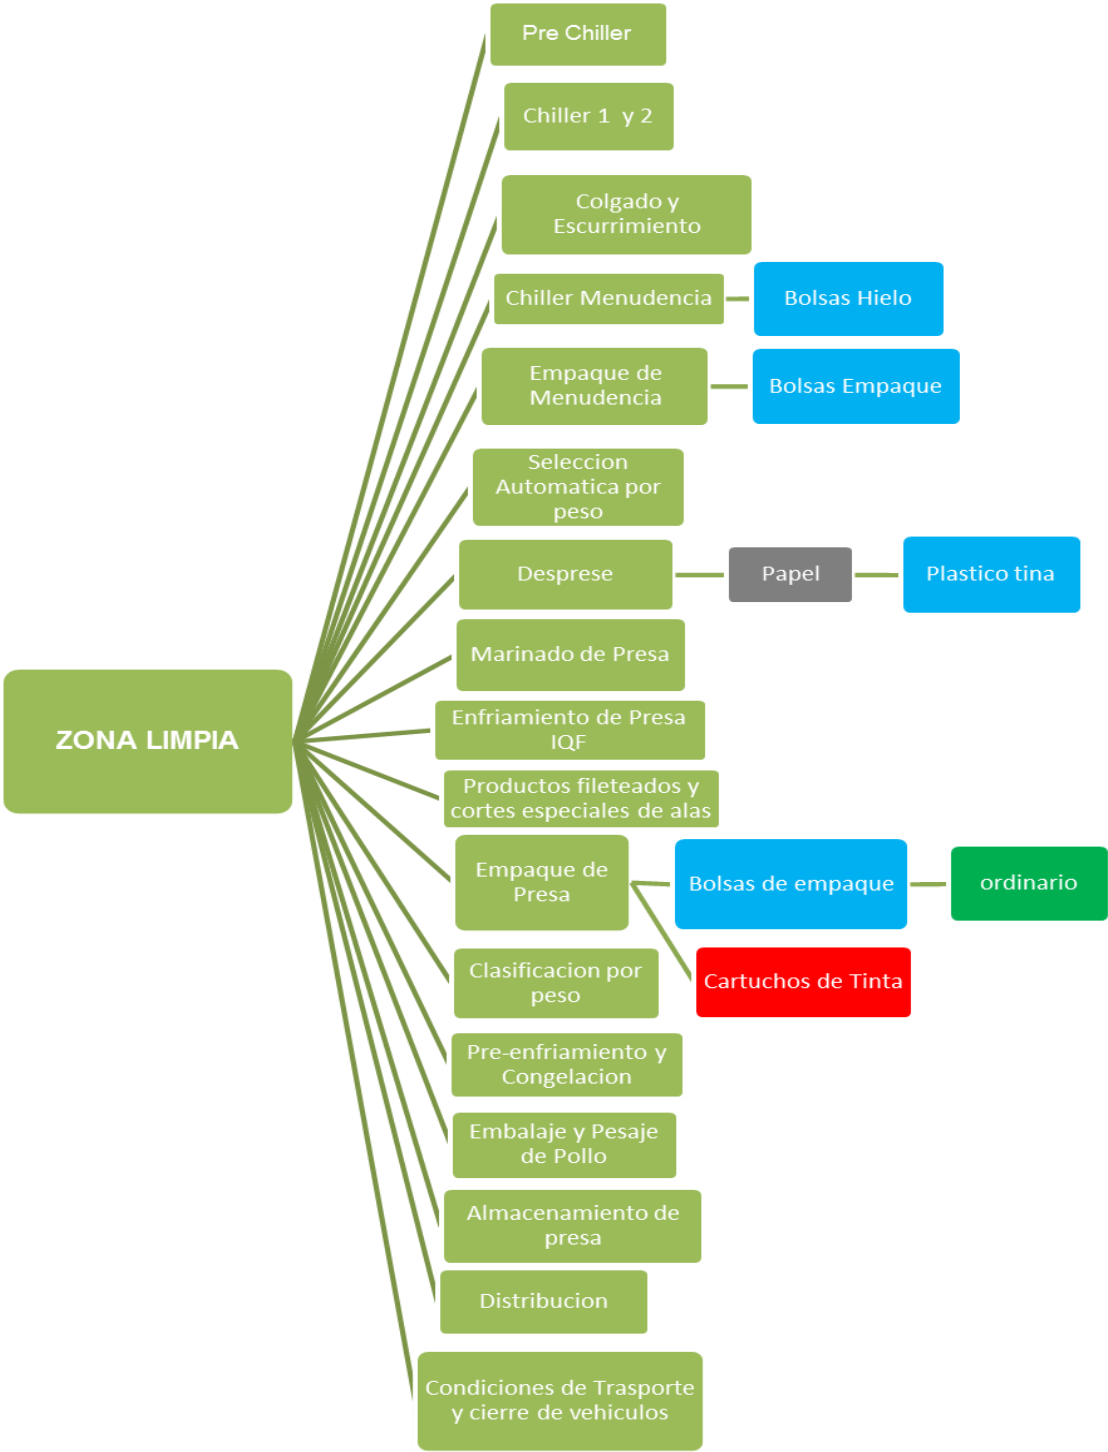 Pre Chiller
Chiller 1 y 2
Colgado y
Escurrimiento
Chiller Menudencia
Bolsas Hielo
Empaque de
Menudencia
Bolsas Empaque
Seleccion
Automatica por
peso
Desprese
Papel
Plastico tina
Marinado de Presa
ZONA LIMPIA
Enfriamiento de Presa
IQF
Productos fileteados y
cortes especiales de alas
Empaque de
Presa
Bolsas de empaque
ordinario
Cartuchos de Tinta
Clasificacion por
peso
Pre-enfriamiento y
Congelacion
Embalaje y Pesaje
de Pollo
Almacenamiento de
presa
Distribucion
Condiciones de Trasporte
y cierre de vehiculos